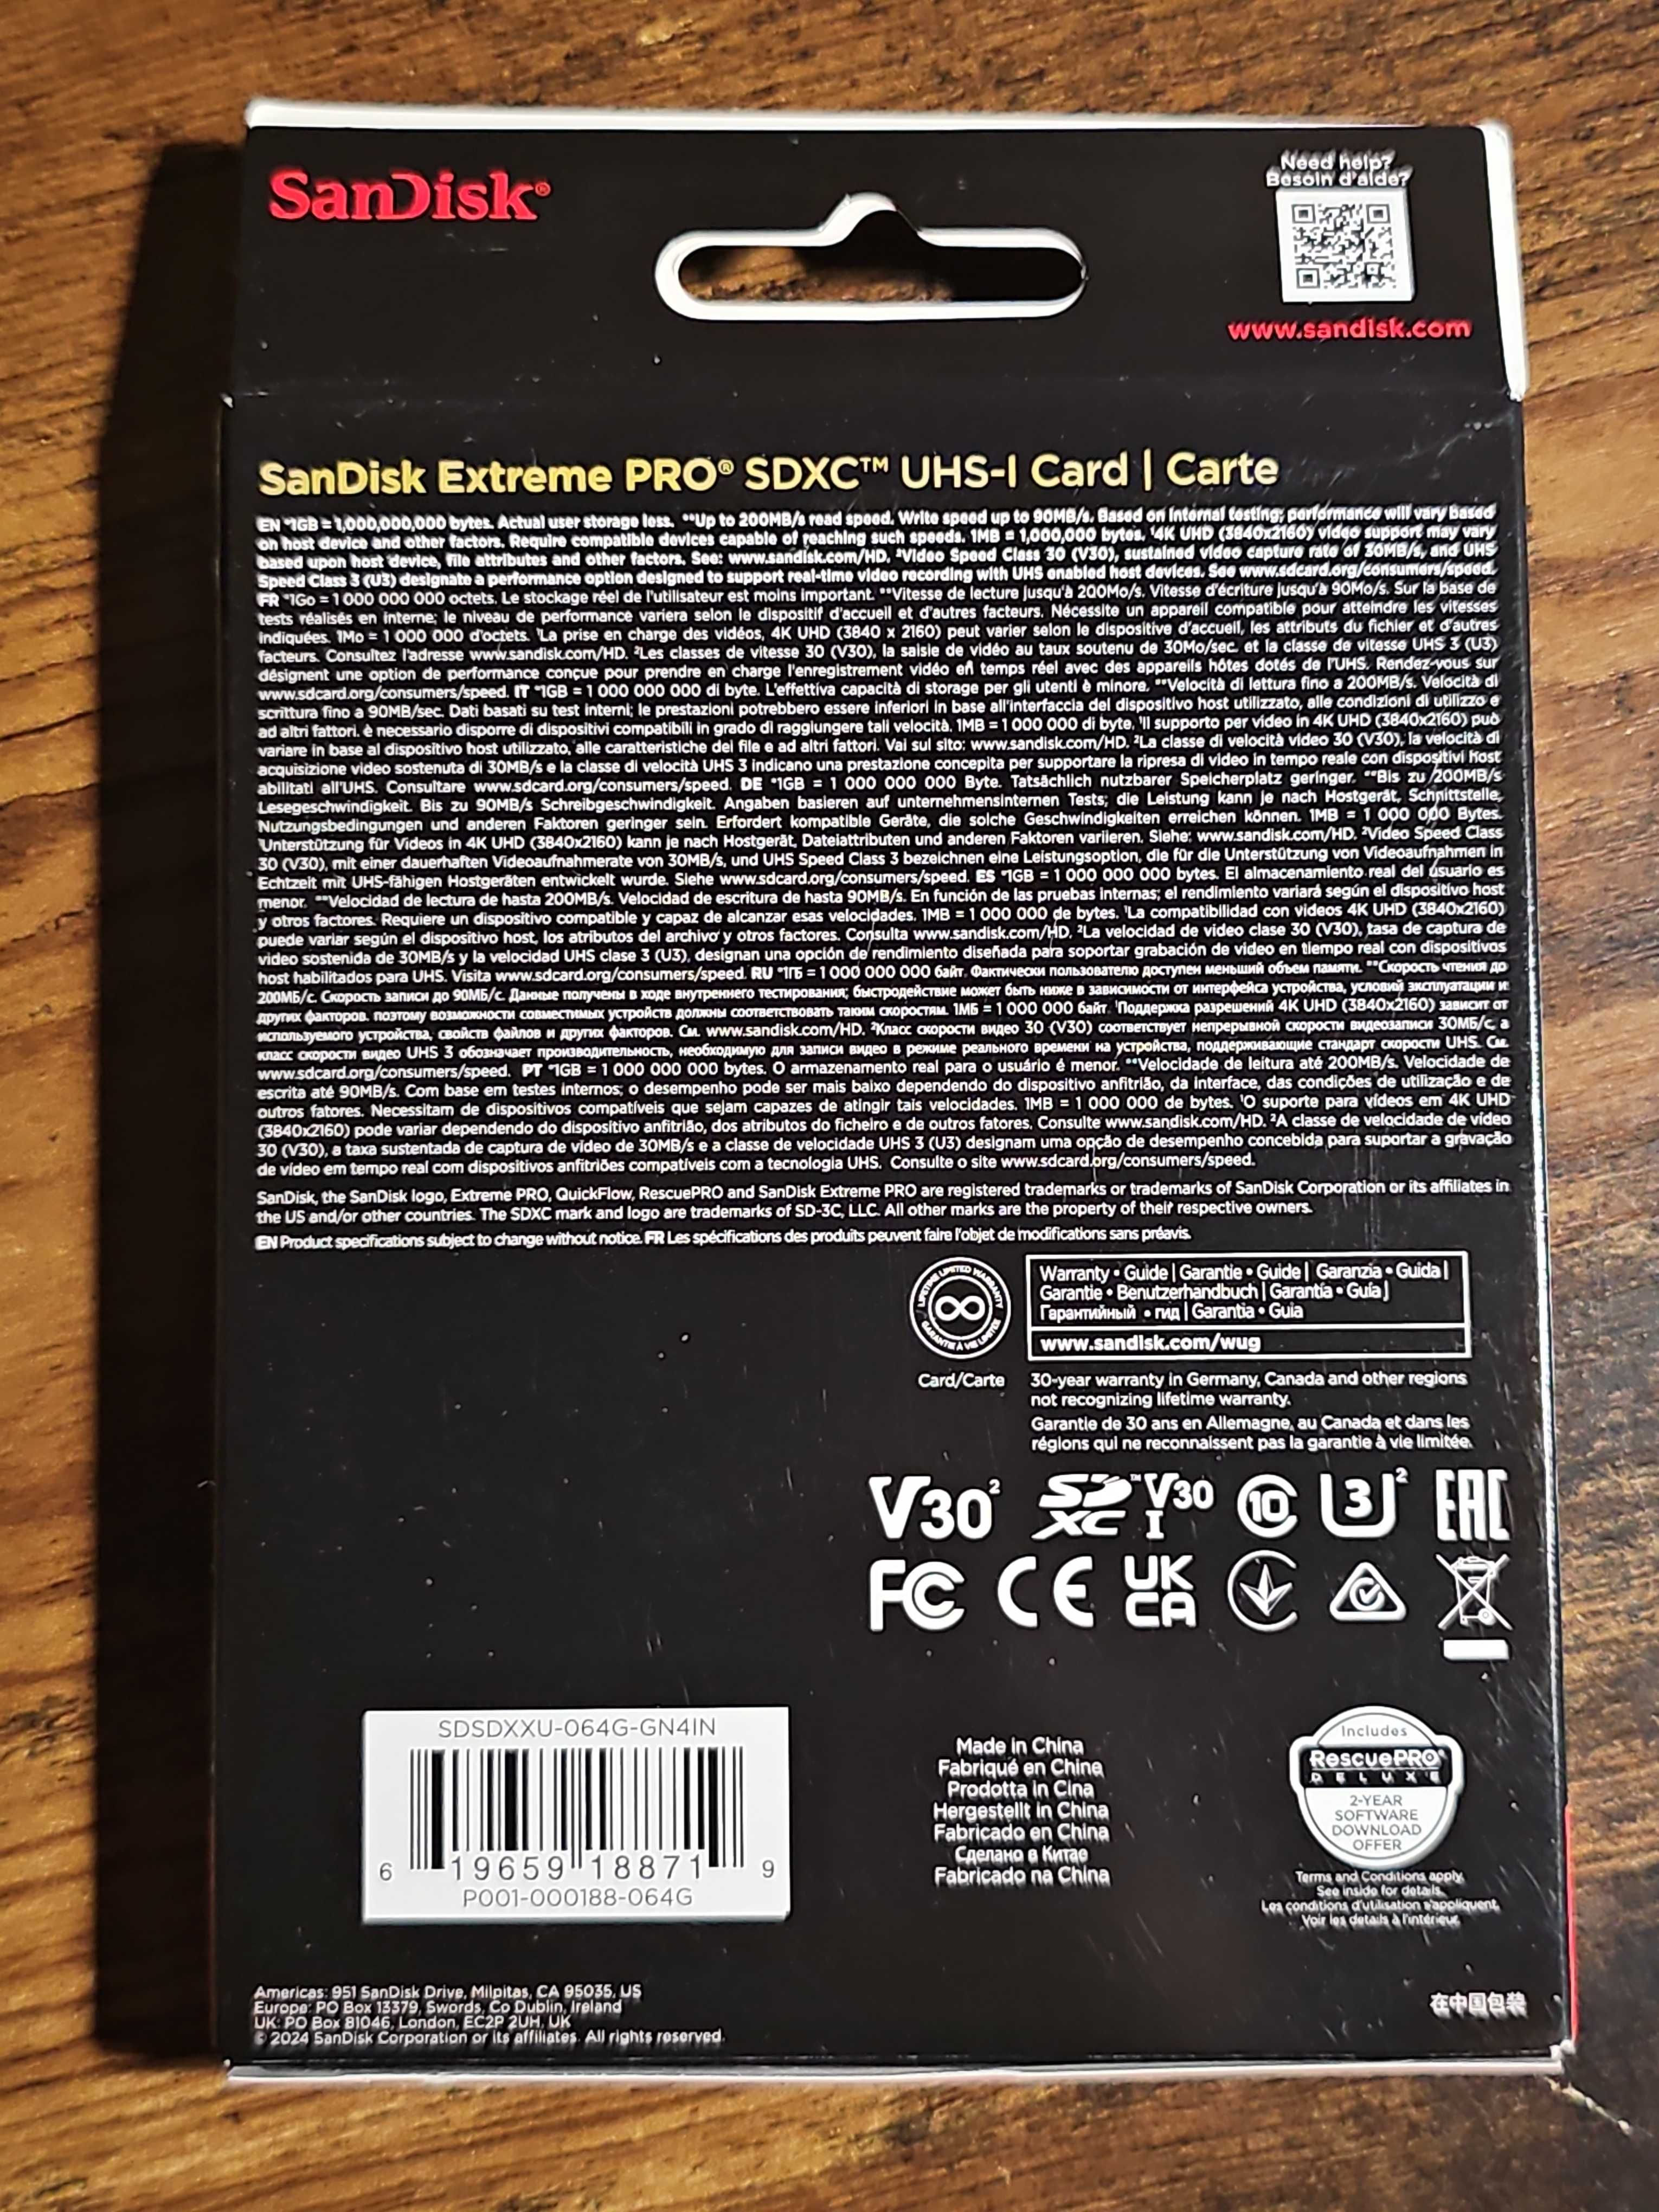 SanDisk®
Need help?
Besoin d'aide?
www.sandisk.com
SanDisk Extreme PRO® SDXC™ UHS-I Card | Carte
EN *1GB = 1,000,000,000 bytes. Actual user storage less. **Up to 200MB/s read speed. Write speed up to 90MB/s. Based on internal testing; performance will vary based
on host device and other factors. Require compatible devices capable of reaching such speeds. 1MB = 1,000,000 bytes. ¹4K UHD (3840x2160) video support may vary
based upon host device, file attributes and other factors. See: www.sandisk.com/HD. ²Video Speed Class 30 (V30), sustained video capture rate of 30MB/s, and UHS
Speed Class 3 (U3) designate a performance option designed to support real-time video recording with UHS enabled host devices. See www.sdcard.org/consumers/speed.
FR *1Go = 1 000 000 000 octets. Le stockage réel de l'utilisateur est moins important. **Vitesse de lecture jusqu'à 200Mo/s. Vitesse d'écriture jusqu'à 90Mo/s. Sur la base de
tests réalisés en interne; le niveau de performance variera selon le dispositif d'accueil et d'autres facteurs. Nécessite un appareil compatible pour atteindre les vitesses
indiquées. 1Mo = 1 000 000 d'octets. ¹La prise en charge des vidéos, 4K UHD (3840 x 2160) peut varier selon le dispositive d'accueil, les attributs du fichier et d'autres
facteurs. Consultez l'adresse www.sandisk.com/HD. ²Les classes de vitesse 30 (V30), la saisie de vidéo au taux soutenu de 30Mo/sec. et la classe de vitesse UHS 3 (U3)
désignent une option de performance conçue pour prendre en charge l'enregistrement vidéo en temps réel avec des appareils hôtes dotés de l'UHS. Rendez-vous sur
www.sdcard.org/consumers/speed. IT *1GB = 1 000 000 000 di byte. L'effettiva capacità di storage per gli utenti è minore. **Velocità di lettura fino a 200MB/s. Velocità di
scrittura fino a 90MB/sec. Dati basati su test interni; le prestazioni potrebbero essere inferiori in base all'interfaccia del dispositivo host utilizzato, alle condizioni di utilizzo e
ad altri fattori. è necessario disporre di dispositivi compatibili in grado di raggiungere tali velocità. 1MB = 1 000 000 di byte. ¹Il supporto per video in 4K UHD (3840x2160) può
variare in base al dispositivo host utilizzato, alle caratteristiche del file e ad altri fattori. Vai sul sito: www.sandisk.com/HD. ²La classe di velocità video 30 (V30), la velocità di
acquisizione video sostenuta di 30MB/s e la classe di velocità UHS 3 indicano una prestazione concepita per supportare la ripresa di video in tempo reale con dispositivi host
abilitati all'UHS. Consultare www.sdcard.org/consumers/speed. DE *1GB = 1 000 000 000 Byte. Tatsächlich nutzbarer Speicherplatz geringer. **Bis zu 200MB/s
Lesegeschwindigkeit. Bis zu 90MB/s Schreibgeschwindigkeit. Angaben basieren auf unternehmensinternen Tests; die Leistung kann je nach Hostgerät, Schnittstelle,
Nutzungsbedingungen und anderen Faktoren geringer sein. Erfordert kompatible Geräte, die solche Geschwindigkeiten erreichen können. 1MB = 1 000 000 Bytes.
¹Unterstützung für Videos in 4K UHD (3840x2160) kann je nach Hostgerät, Dateiattributen und anderen Faktoren variieren. Siehe: www.sandisk.com/HD. ²Video Speed Class
30 (V30), mit einer dauerhaften Videoaufnahmerate von 30MB/s, und UHS Speed Class 3 bezeichnen eine Leistungsoption, die für die Unterstützung von Videoaufnahmen in
Echtzeit mit UHS-fähigen Hostgeräten entwickelt wurde. Siehe www.sdcard.org/consumers/speed. ES *1GB = 1 000 000 000 bytes. El almacenamiento real del usuario es
menor. **Velocidad de lectura de hasta 200MB/s. Velocidad de escritura de hasta 90MB/s. En función de las pruebas internas; el rendimiento variará según el dispositivo host
y otros factores. Requiere un dispositivo compatible y capaz de alcanzar esas velocidades. 1MB = 1 000 000 de bytes. ¹La compatibilidad con videos 4K UHD (3840x2160)
puede variar según el dispositivo host, los atributos del archivo y otros factores. Consulta www.sandisk.com/HD. ²La velocidad de video clase 30 (V30), tasa de captura de
video sostenida de 30MB/s y la velocidad UHS clase 3 (U3), designan una opción de rendimiento diseñada para soportar grabación de video en tiempo real con dispositivos
host habilitados para UHS. Visita www.sdcard.org/consumers/speed. RU *1ГБ = 1 000 000 000 байт. Фактически пользователю доступен меньший объем памяти. **Скорость чтения до
200МБ/с. Скорость записи до 90МБ/с. Данные получены в ходе внутреннего тестирования; быстродействие может быть ниже в зависимости от интерфейса устройства, условий эксплуатации и
других факторов. поэтому возможности совместимых устройств должны соответствовать таким скоростям. 1МБ = 1 000 000 байт. ¹Поддержка разрешений 4K UHD (3840x2160) зависит от
используемого устройства, свойств файлов и других факторов. См. www.sandisk.com/HD. ²Класс скорости видео 30 (V30) соответствует непрерывной скорости видеозаписи 30МБ/с, а
класс скорости видео UHS 3 обозначает производительность, необходимую для записи видео в режиме реального времени на устройства, поддерживающие стандарт скорости UHS. См.
www.sdcard.org/consumers/speed. PT *1GB = 1 000 000 000 bytes. O armazenamento real para o usuário é menor. **Velocidade de leitura até 200MB/s. Velocidade de
escrita até 90MB/s. Com base em testes internos; o desempenho pode ser mais baixo dependendo do dispositivo anfitrião, da interface, das condições de utilização e de
outros fatores. Necessitam de dispositivos compatíveis que sejam capazes de atingir tais velocidades. 1MB = 1 000 000 de bytes. ¹O suporte para vídeos em 4K UHD
(3840x2160) pode variar dependendo do dispositivo anfitrião, dos atributos do ficheiro e de outros fatores. Consulte www.sandisk.com/HD. ²A classe de velocidade de vídeo
30 (V30), a taxa sustentada de captura de vídeo de 30MB/s e a classe de velocidade UHS 3 (U3) designam uma opção de desempenho concebida para suportar a gravação
de vídeo em tempo real com dispositivos anfitriões compatíveis com a tecnologia UHS. Consulte o site www.sdcard.org/consumers/speed.
SanDisk, the SanDisk logo, Extreme PRO, QuickFlow, RescuePRO and SanDisk Extreme PRO are registered trademarks or trademarks of SanDisk Corporation or its affiliates in
the US and/or other countries. The SDXC mark and logo are trademarks of SD-3C, LLC. All other marks are the property of their respective owners.
EN Product specifications subject to change without notice. FR Les spécifications des produits peuvent faire l'objet de modifications sans préavis.
LIFETIME LIMITED WARRANTY
GARANTIE À VIE LIMITÉE
Card/Carte
Warranty • Guide | Garantie • Guide | Garanzia • Guida |
Garantie • Benutzerhandbuch | Garantía • Guía |
Гарантийный • гид | Garantia • Guia
www.sandisk.com/wug
30-year warranty in Germany, Canada and other regions
not recognizing lifetime warranty.
Garantie de 30 ans en Allemagne, au Canada et dans les
régions qui ne reconnaissent pas la garantie à vie limitée.
V30² SD XC™ I V30 10 U3² EAC
FC CE UK CA
SDSDXXU-064G-GN4IN
6 19659 18871 9
P001-000188-064G
Made in China
Fabriqué en Chine
Prodotta in Cina
Hergestellt in China
Fabricado en China
Сделано в Китае
Fabricado na China
Includes
RescuePRO®
DELUXE
2-YEAR
SOFTWARE
DOWNLOAD
OFFER
Terms and Conditions apply.
See inside for details.
Les conditions d'utilisation s'appliquent.
Voir les détails à l'intérieur.
Americas: 951 SanDisk Drive, Milpitas, CA 95035, US
Europe: PO Box 13379, Swords, Co Dublin, Ireland
UK: PO Box 81046, London, EC2P 2UH, UK
© 2024 SanDisk Corporation or its affiliates. All rights reserved.
在中国包装